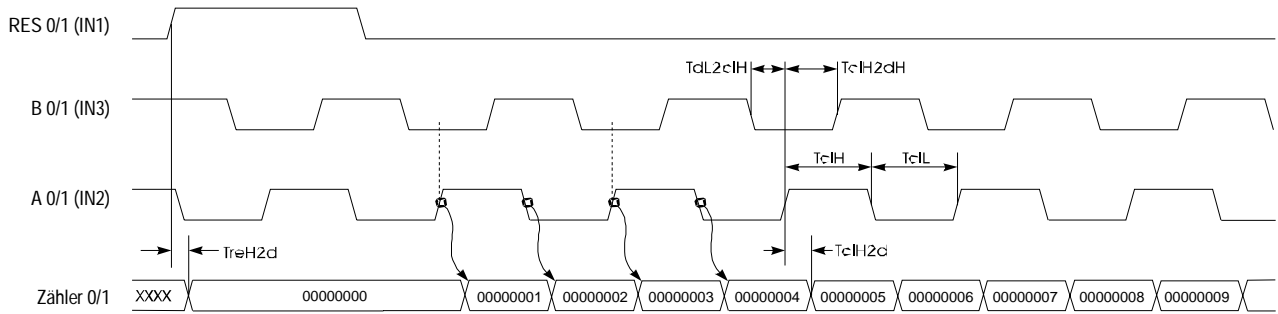 RES 0/1 (IN1)
TdL2clH
TclH2dH
B 0/1 (IN3)
TclH
TclL
A 0/1 (IN2)
TreH2d
TclH2d
Zähler 0/1
XXXX
00000000
00000001
00000002
00000003
00000004
00000005
00000006
00000007
00000008
00000009